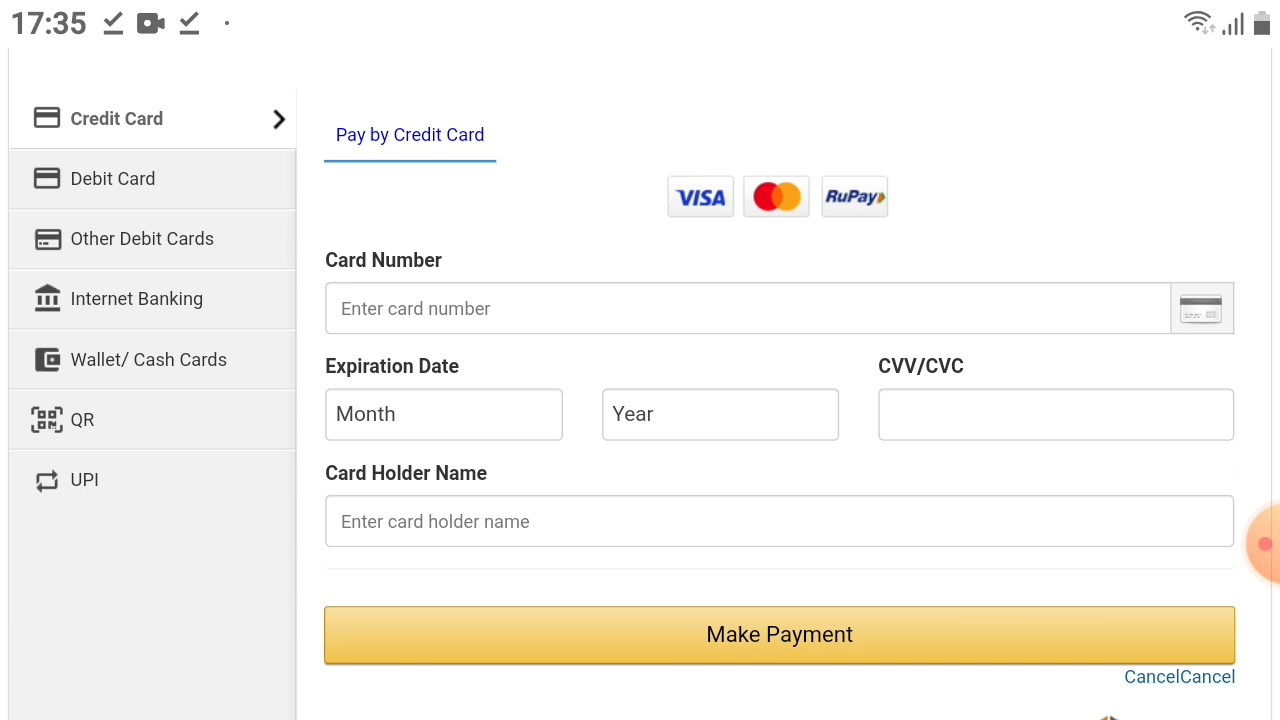 17:35
Credit Card
Debit Card
Other Debit Cards
Internet Banking
Wallet/ Cash Cards
QR
UPI
Pay by Credit Card
VISA RuPay
Card Number
Enter card number
Expiration Date CVV/CVC
Month Year
Card Holder Name
Enter card holder name
Make Payment
CancelCancel